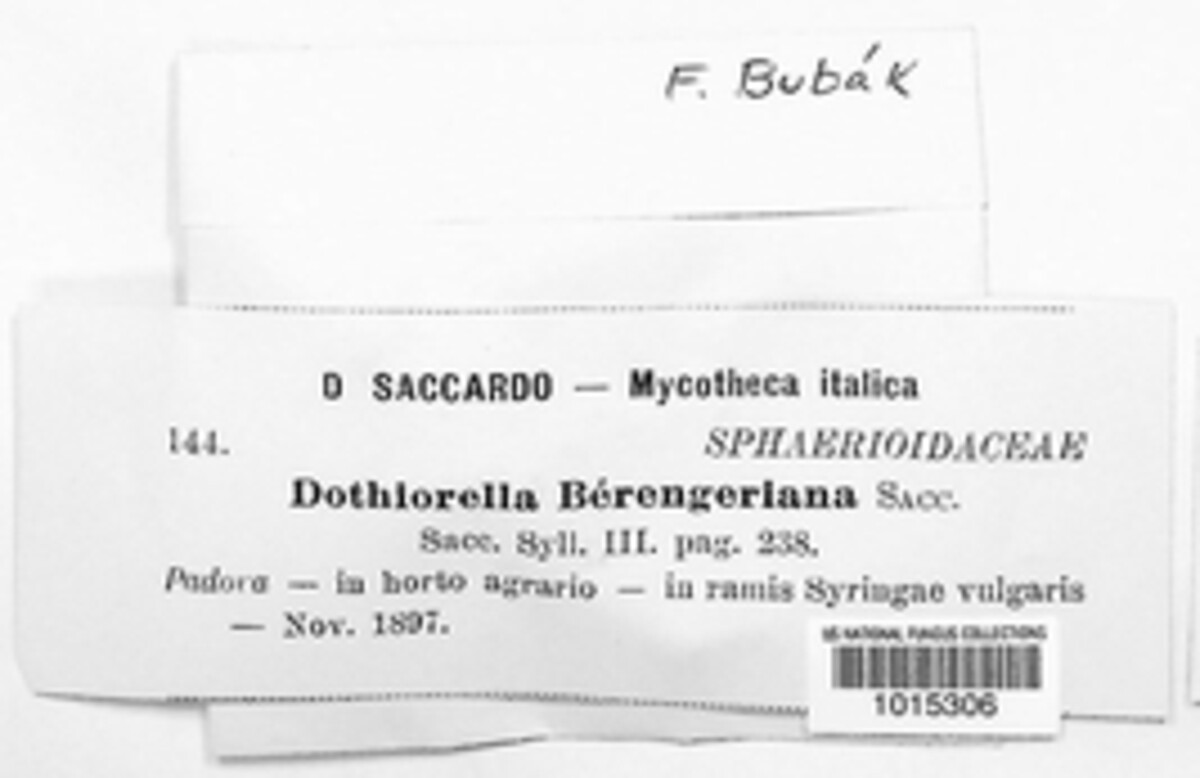 F. Bubák
D SACCARDO — Mycotheca italica
144. SPHAERIOIDACEAE
Dothiorella Bérengeriana SACC.
Sacc. Syll. III. pag. 238.
Padova — in horto agrario — in ramis Syringae vulgaris
— Nov. 1897.
US NATIONAL FUNGUS COLLECTIONS
1015306